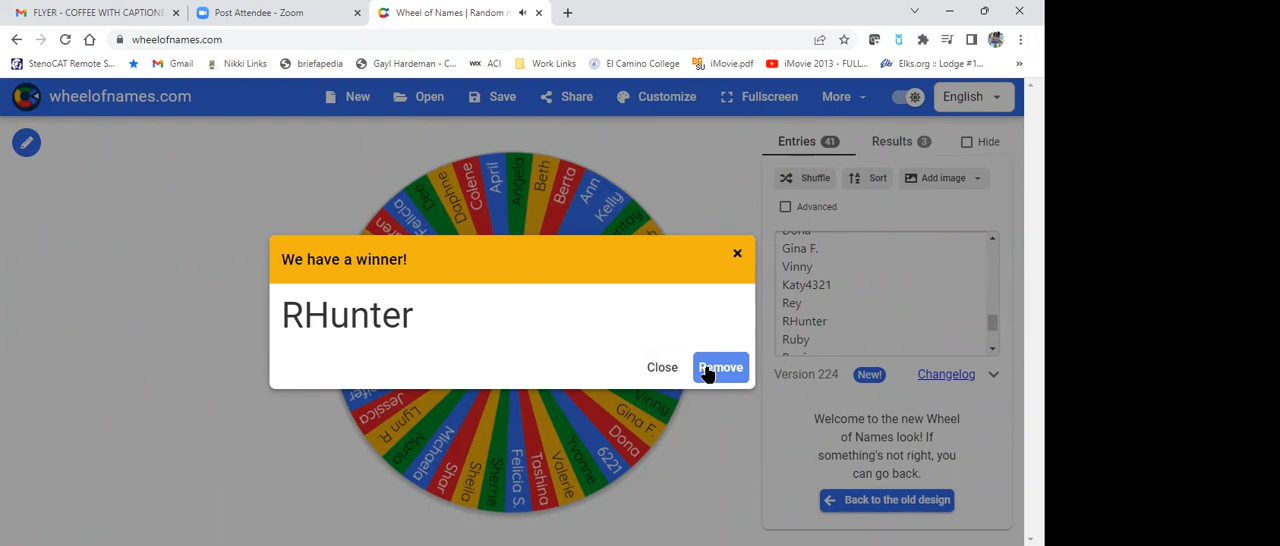 FLYER - COFFEE WITH CAPTIONE
Post Attendee - Zoom
Wheel of Names | Random n
wheelofnames.com
StenoCAT Remote S...
Gmail
Nikki Links
briefapedia
Gayl Hardeman - C...
WIX ACI
Work Links
El Camino College
BGSU iMovie.pdf
iMovie 2013 - FULL...
Elks.org :: Lodge #1...
»
wheelofnames.com
New
Open
Save
Share
Customize
Fullscreen
More
English
Entries 41
Results 3
Hide
Shuffle
Sort
Add image
Advanced
Dona
Gina F.
Vinny
Katy4321
Rey
RHunter
Ruby
Version 224
New!
Changelog
Welcome to the new Wheel
of Names look! If
something's not right, you
can go back.
Back to the old design
We have a winner!
RHunter
Close
Remove
Felicia
Dee
Daphne
Colene
April
Angela
Beth
Berta
Ann
Kelly
Jessica
Lynn R.
Maria
Michaela
Shar
Sheila
Sherrie
Felicia S.
Tashina
Valerie
Yvonne
6221
Dona
Gina F.
Vinny